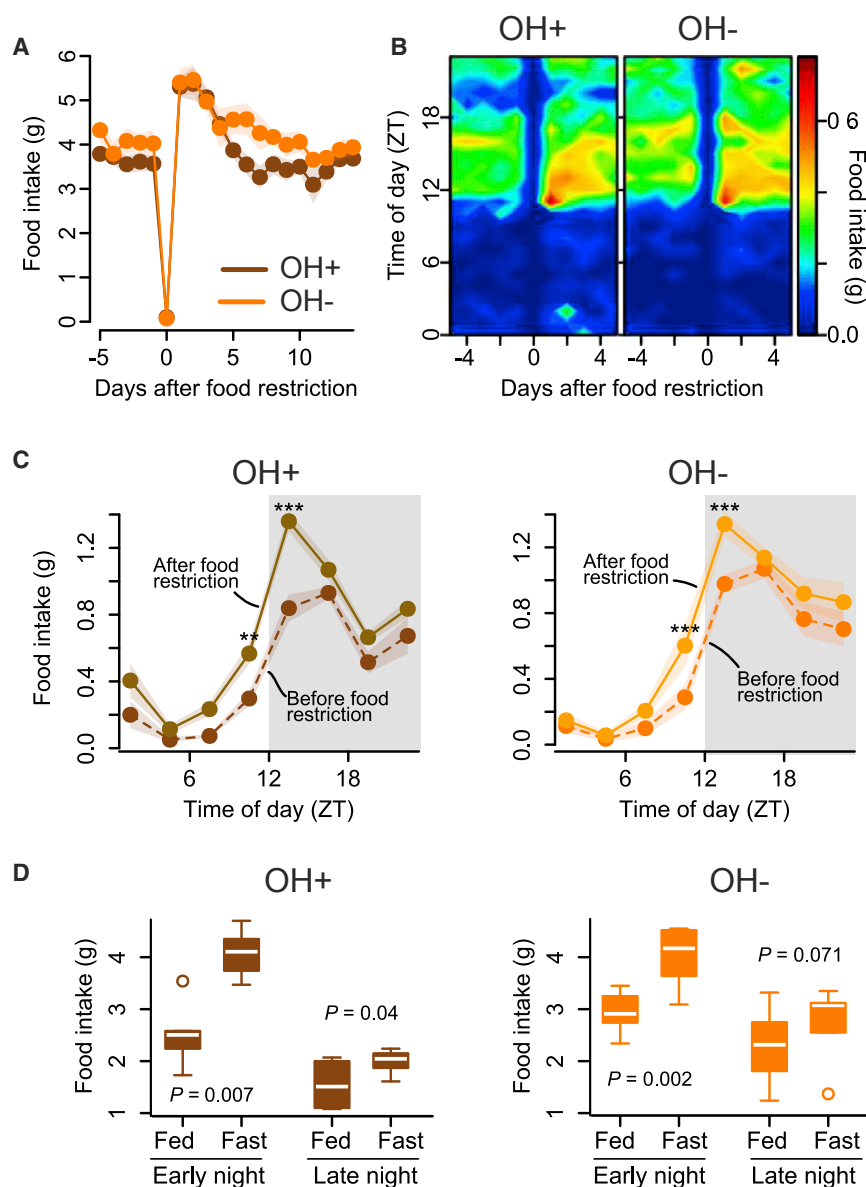 A
6
5
4
3
2
1
0
Food intake (g)
OH+
OH-
-5 0 5 10
Days after food restriction
B
OH+ OH-
18
12
6
0
Time of day (ZT)
-4 0 4 -4 0 4
Days after food restriction
0.6
0.0
Food intake (g)
C
OH+
1.2
0.8
0.4
0.0
Food intake (g)
After food
restriction
***
**
Before food
restriction
6 12 18
Time of day (ZT)
OH-
1.2
0.8
0.4
0.0
After food
restriction
***
***
Before food
restriction
6 12 18
Time of day (ZT)
D
OH+
4
3
2
1
Food intake (g)
P = 0.04
P = 0.007
Fed Fast Fed Fast
Early night Late night
OH-
4
3
2
1
Food intake (g)
P = 0.071
P = 0.002
Fed Fast Fed Fast
Early night Late night